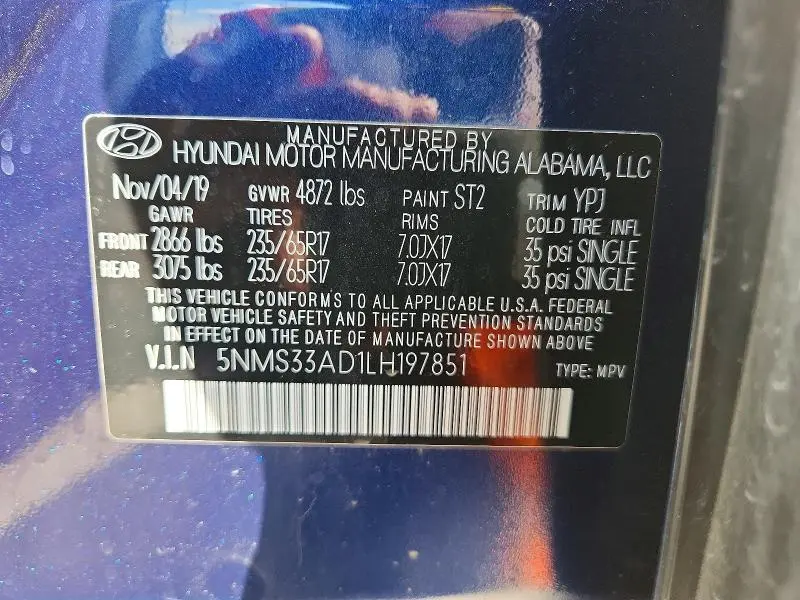 MANUFACTURED BY
HYUNDAI MOTOR MANUFACTURING ALABAMA, LLC
Nov/04/19 GVWR 4872 lbs PAINT ST2 TRIM YPJ
GAWR TIRES RIMS COLD TIRE INFL
FRONT 2866 lbs 235/65R17 7.0JX17 35 psi SINGLE
REAR 3075 lbs 235/65R17 7.0JX17 35 psi SINGLE
THIS VEHICLE CONFORMS TO ALL APPLICABLE U.S.A. FEDERAL
MOTOR VEHICLE SAFETY AND THEFT PREVENTION STANDARDS
IN EFFECT ON THE DATE OF MANUFACTURE SHOWN ABOVE
V.I.N 5NMS33AD1LH197851 TYPE: MPV